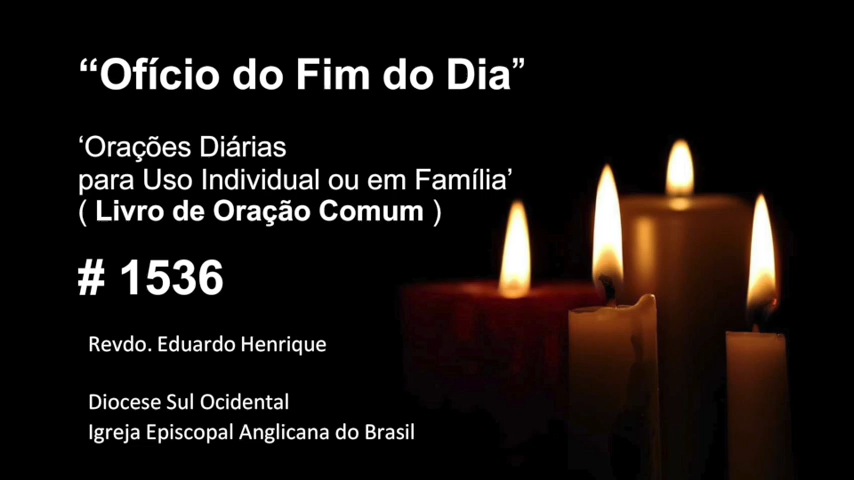 “Ofício do Fim do Dia”
‘Orações Diárias
para Uso Individual ou em Família’
( Livro de Oração Comum )
# 1536
Revdo. Eduardo Henrique
Diocese Sul Ocidental
Igreja Episcopal Anglicana do Brasil